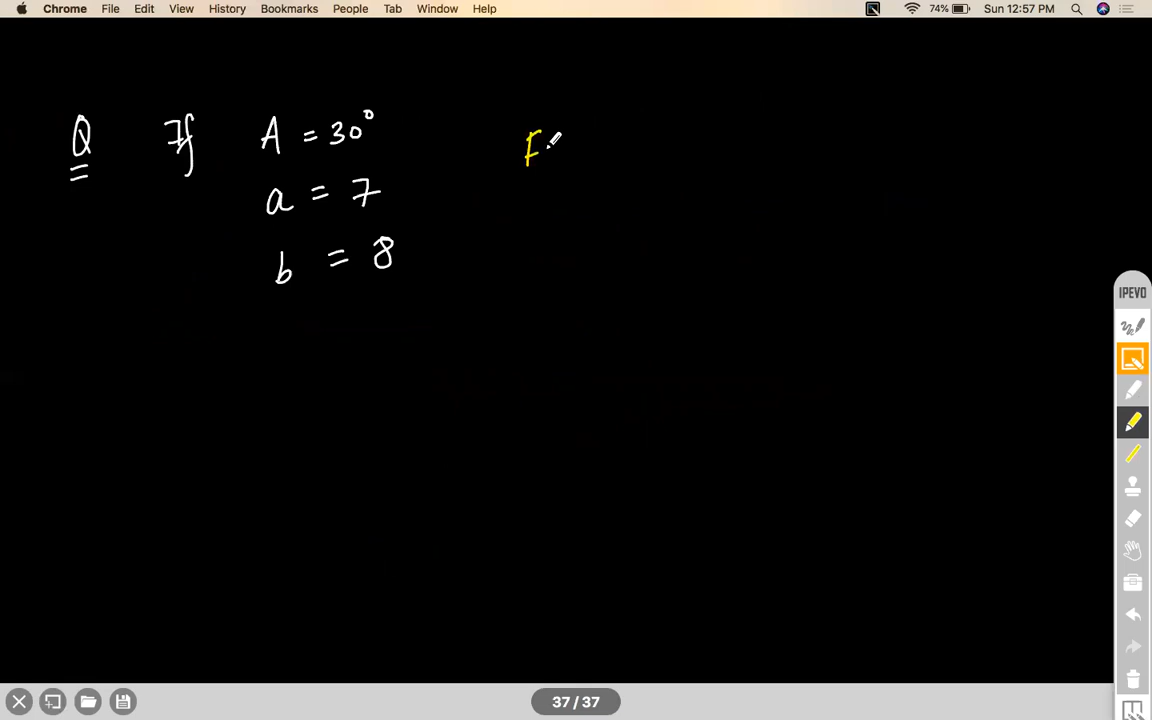 Chrome File Edit View History Bookmarks People Tab Window Help 74% Sun 12:57 PM
Q If A = 30° F
a = 7
b = 8
IPEVO
37 / 37